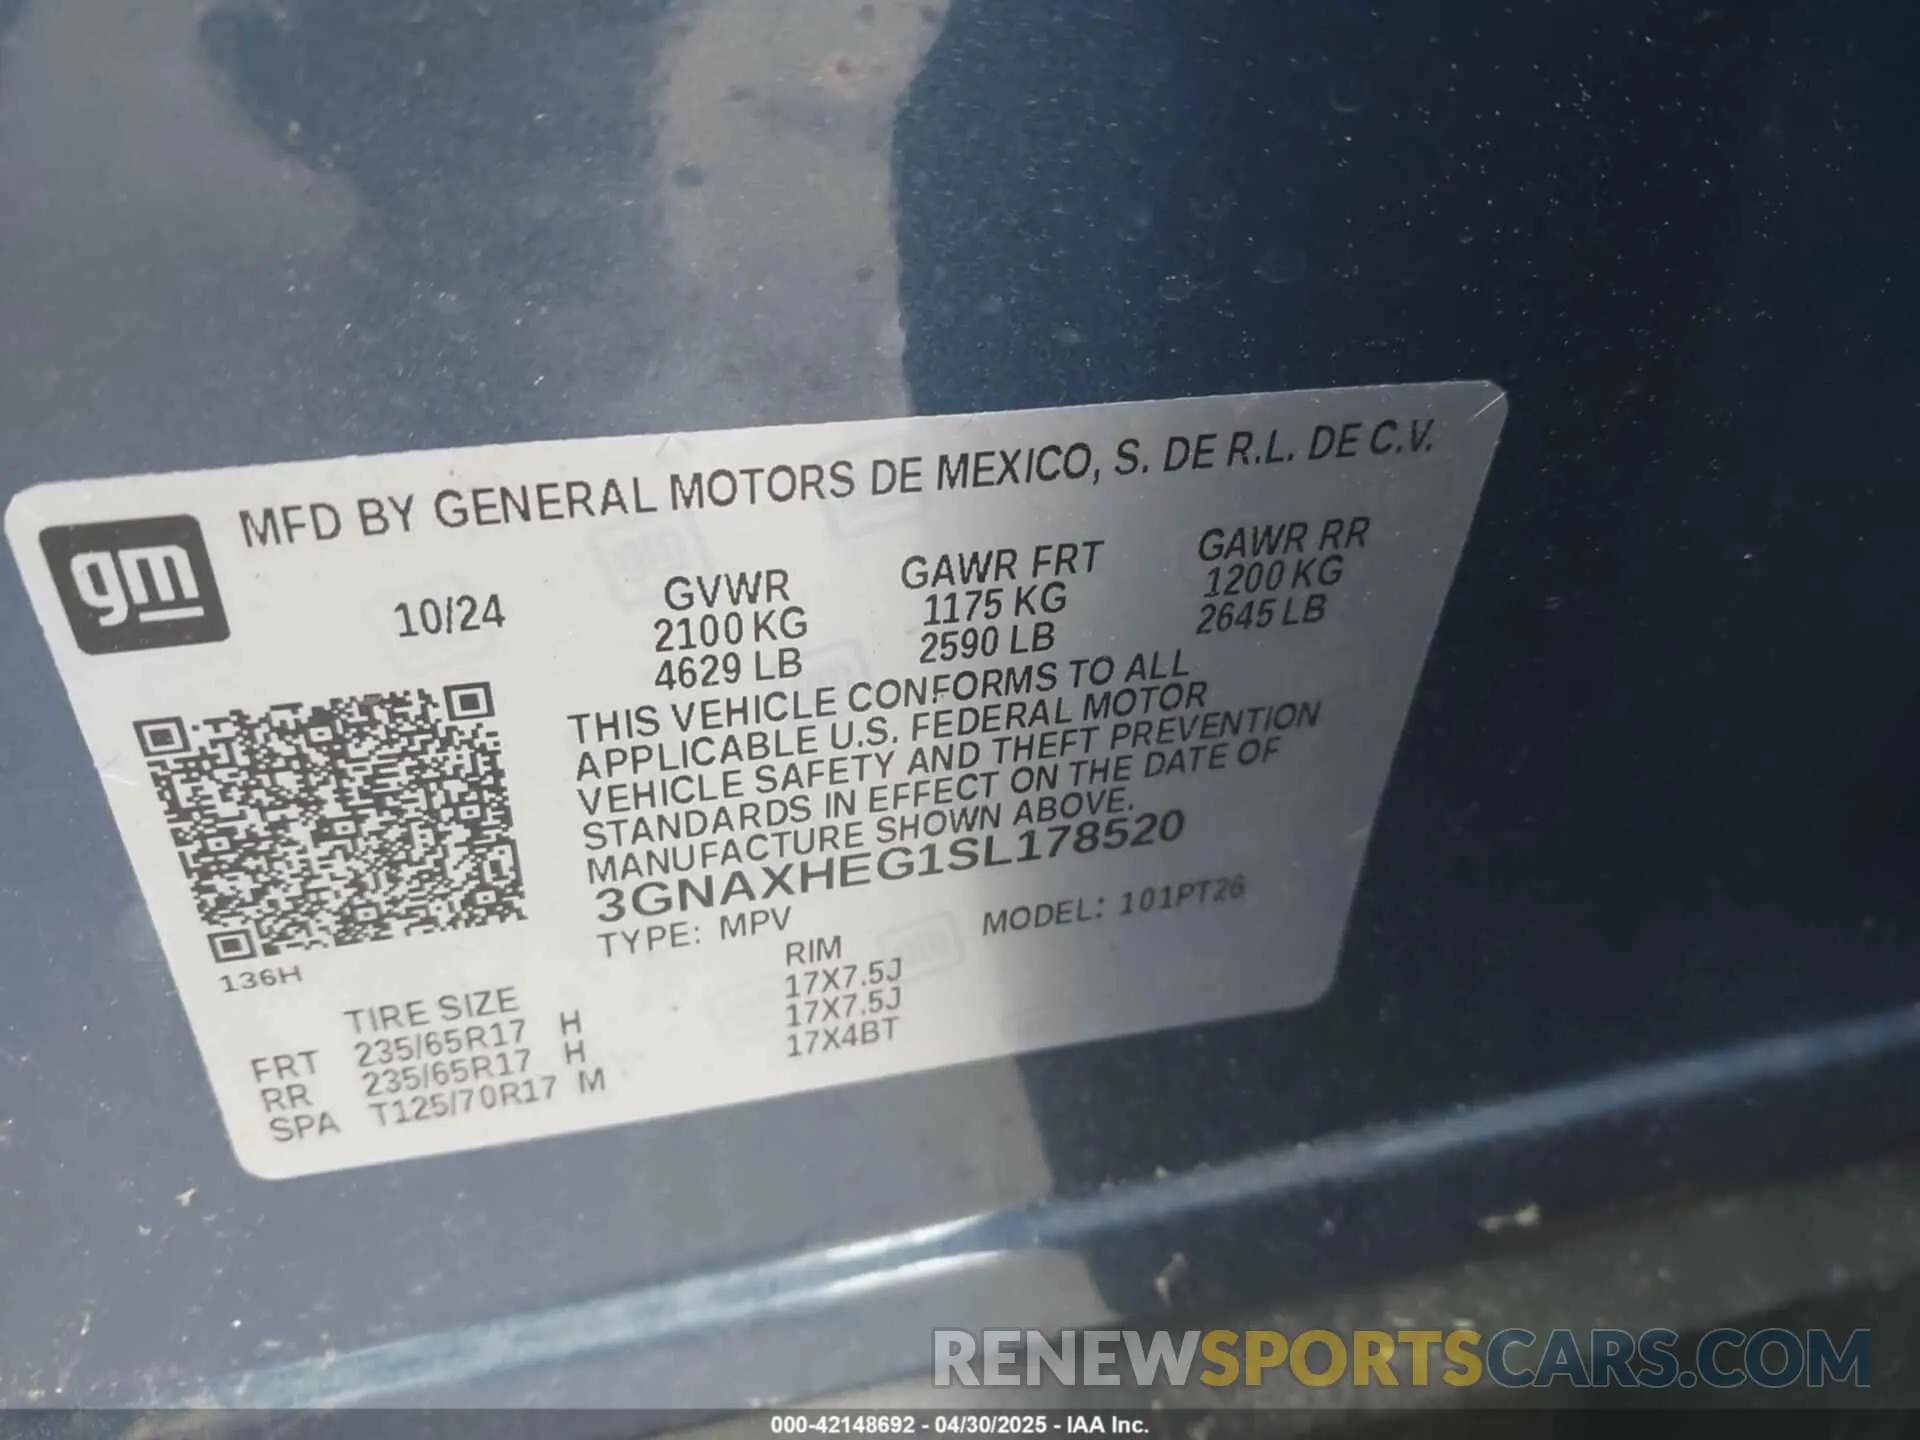 gm
MFD BY GENERAL MOTORS DE MEXICO, S. DE R.L. DE C.V.
10/24
GVWR
2100 KG
4629 LB
GAWR FRT
1175 KG
2590 LB
GAWR RR
1200 KG
2645 LB
THIS VEHICLE CONFORMS TO ALL
APPLICABLE U.S. FEDERAL MOTOR
VEHICLE SAFETY AND THEFT PREVENTION
STANDARDS IN EFFECT ON THE DATE OF
MANUFACTURE SHOWN ABOVE.
3GNAXHEG1SL178520
TYPE: MPV MODEL: 101PT26
136H
TIRE SIZE RIM
FRT 235/65R17 H 17X7.5J
RR 235/65R17 H 17X7.5J
SPA T125/70R17 M 17X4BT
RENEWSPORTSCARS.COM
000-42148692 - 04/30/2025 - IAA Inc.